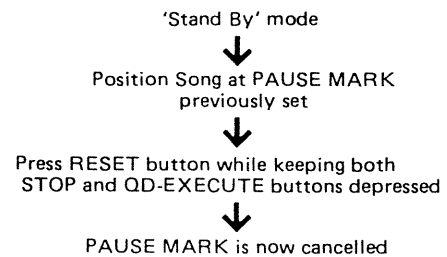 ‘Stand By’ mode
Position Song at PAUSE MARK
previously set
Press RESET button while keeping both
STOP and QD-EXECUTE buttons depressed
PAUSE MARK is now cancelled